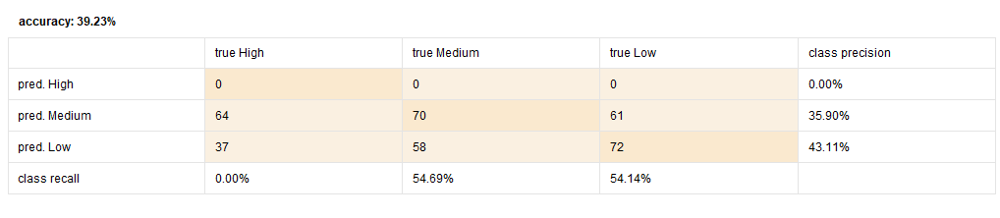 accuracy: 39.23%
true High true Medium true Low class precision
pred. High 0 0 0 0.00%
pred. Medium 64 70 61 35.90%
pred. Low 37 58 72 43.11%
class recall 0.00% 54.69% 54.14%